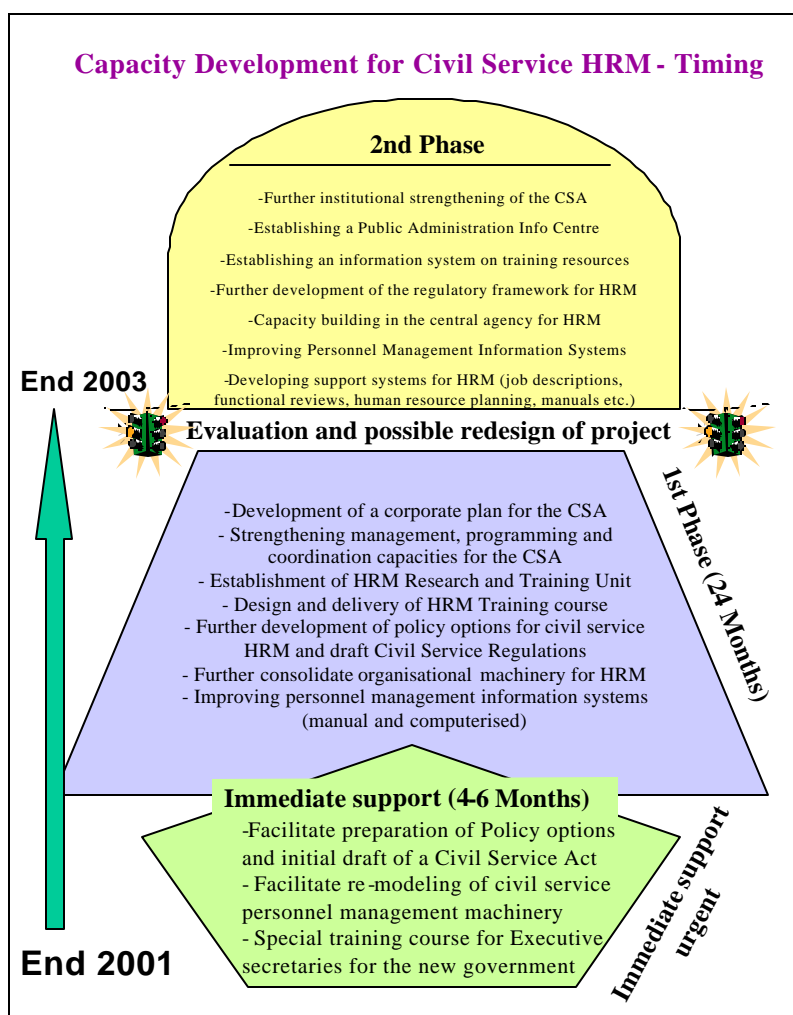 Capacity Development for Civil Service HRM - Timing
2nd Phase
-Further institutional strengthening of the CSA
-Establishing a Public Administration Info Centre
-Establishing an information system on training resources
-Further development of the regulatory framework for HRM
-Capacity building in the central agency for HRM
-Improving Personnel Management Information Systems
-Developing support systems for HRM (job descriptions,
functional reviews, human resource planning, manuals etc.)
End 2003
Evaluation and possible redesign of project
-Development of a corporate plan for the CSA
- Strengthening management, programming and
coordination capacities for the CSA
- Establishment of HRM Research and Training Unit
- Design and delivery of HRM Training course
- Further development of policy options for civil service
HRM and draft Civil Service Regulations
- Further consolidate organisational machinery for HRM
- Improving personnel management information systems
(manual and computerised)
1st Phase (24 Months)
Immediate support (4-6 Months)
-Facilitate preparation of Policy options
and initial draft of a Civil Service Act
- Facilitate re-modeling of civil service
personnel management machinery
- Special training course for Executive
secretaries for the new government
Immediate support
urgent
End 2001